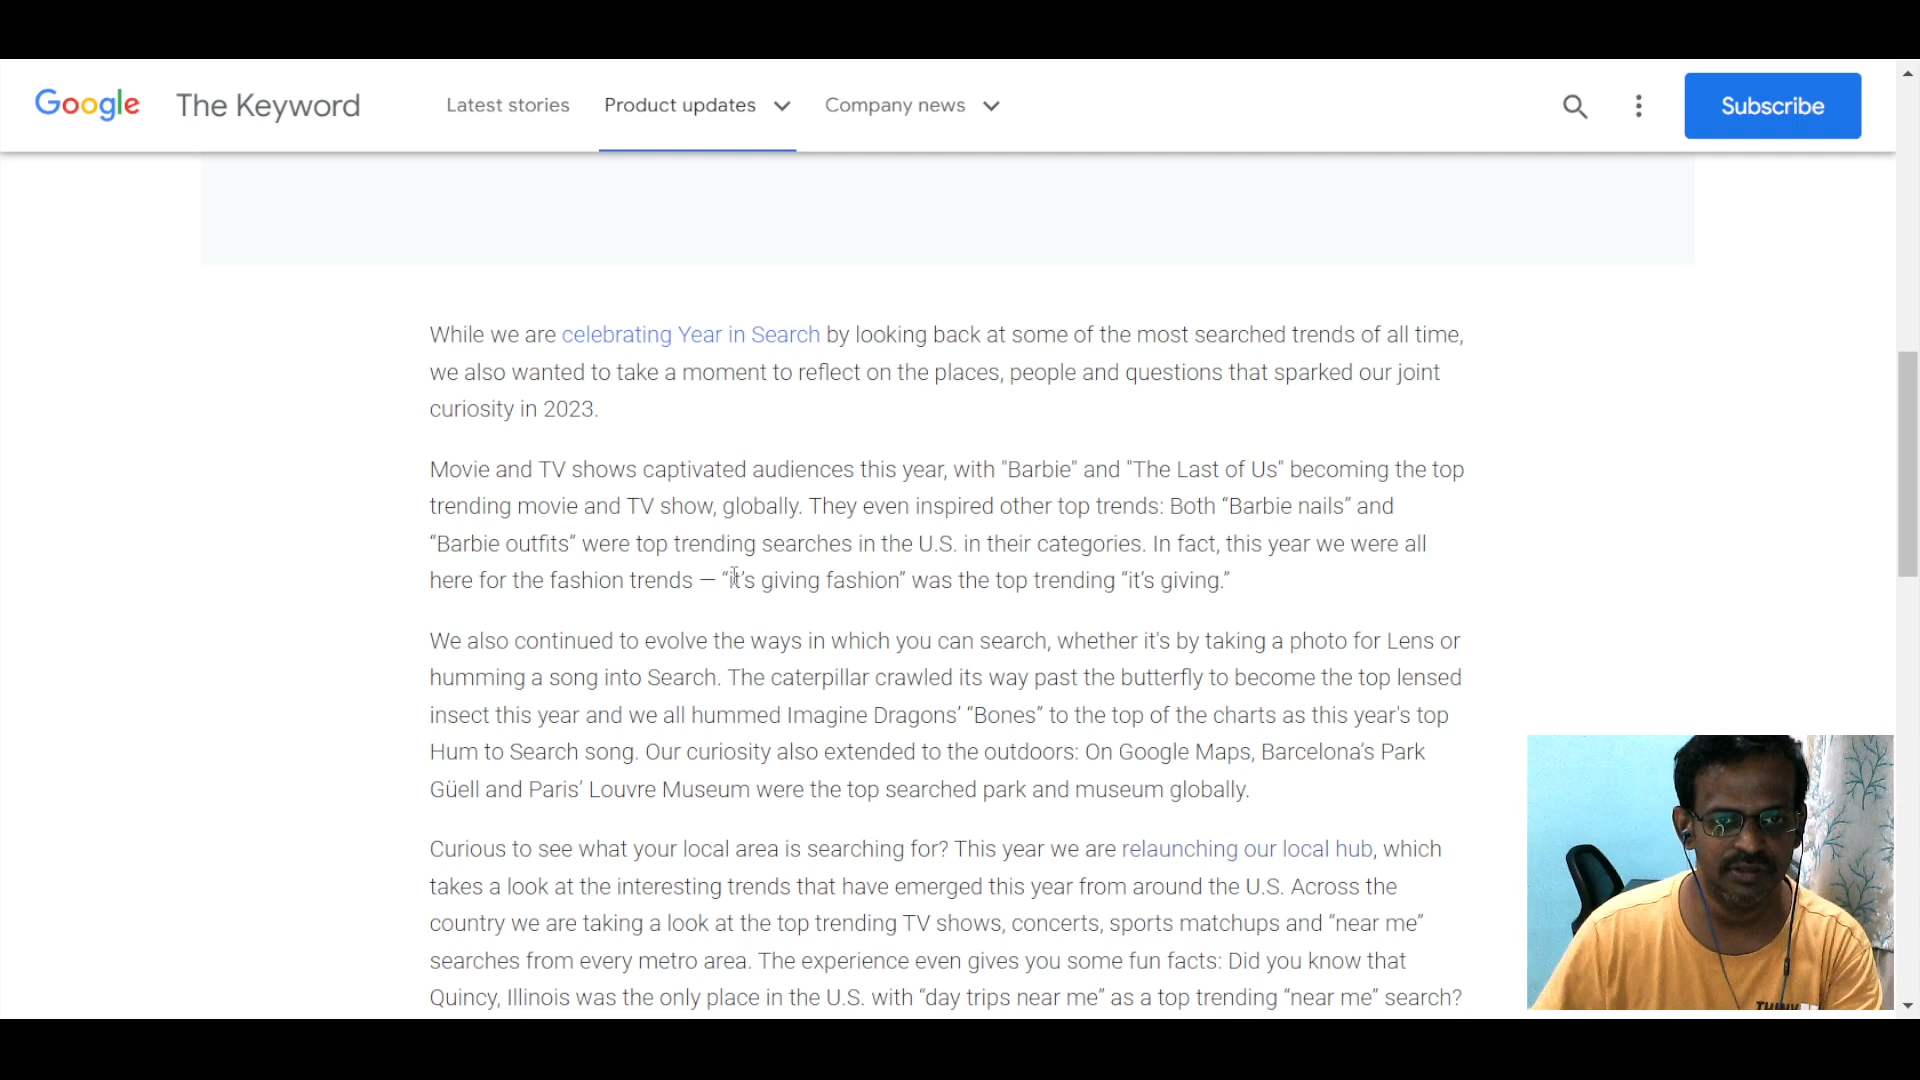 Google The Keyword Latest stories Product updates Company news Subscribe
While we are celebrating Year in Search by looking back at some of the most searched trends of all time,
we also wanted to take a moment to reflect on the places, people and questions that sparked our joint
curiosity in 2023.
Movie and TV shows captivated audiences this year, with "Barbie" and "The Last of Us" becoming the top
trending movie and TV show, globally. They even inspired other top trends: Both “Barbie nails” and
“Barbie outfits” were top trending searches in the U.S. in their categories. In fact, this year we were all
here for the fashion trends — “it’s giving fashion” was the top trending “it’s giving.”
We also continued to evolve the ways in which you can search, whether it's by taking a photo for Lens or
humming a song into Search. The caterpillar crawled its way past the butterfly to become the top lensed
insect this year and we all hummed Imagine Dragons’ “Bones” to the top of the charts as this year's top
Hum to Search song. Our curiosity also extended to the outdoors: On Google Maps, Barcelona’s Park
Güell and Paris’ Louvre Museum were the top searched park and museum globally.
Curious to see what your local area is searching for? This year we are relaunching our local hub, which
takes a look at the interesting trends that have emerged this year from around the U.S. Across the
country we are taking a look at the top trending TV shows, concerts, sports matchups and “near me”
searches from every metro area. The experience even gives you some fun facts: Did you know that
Quincy, Illinois was the only place in the U.S. with “day trips near me” as a top trending “near me” search?